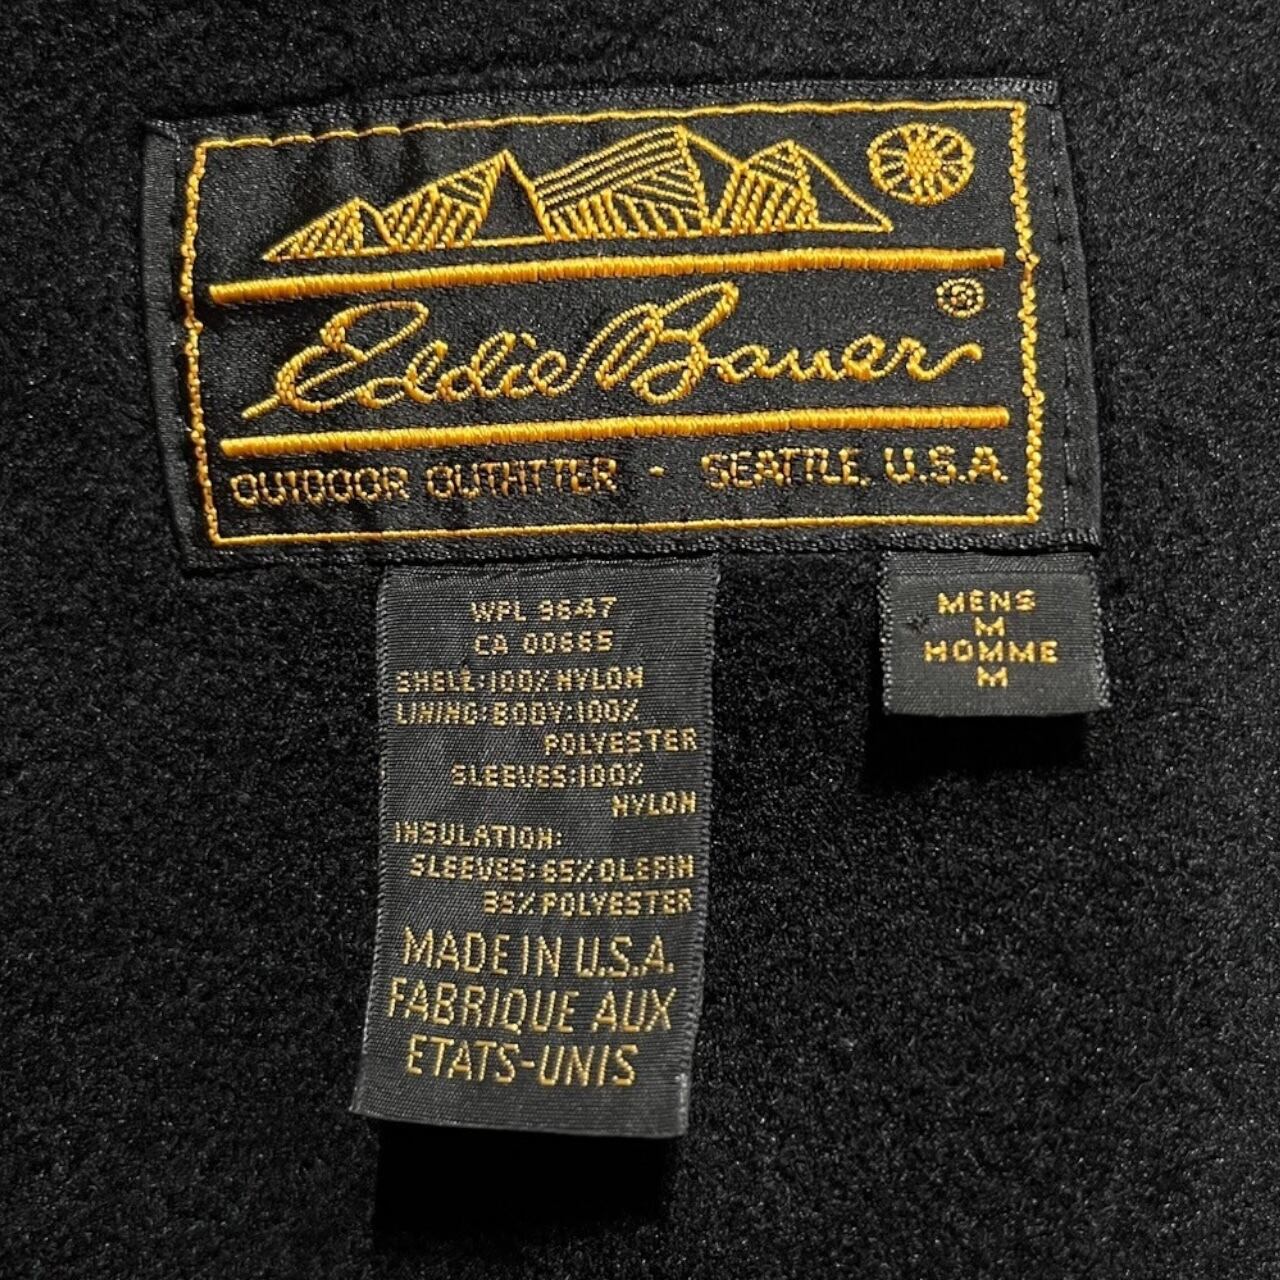 Eddie Bauer ®
OUTDOOR OUTFITTER - SEATTLE, U.S.A.
WPL 9647
CA 00665
SHELL:100% NYLON
LINING:BODY:100%
POLYESTER
SLEEVES:100%
NYLON
INSULATION:
SLEEVES:65% OLEFIN
35% POLYESTER
MADE IN U.S.A.
FABRIQUE AUX
ETATS-UNIS
MENS
M
HOMME
M